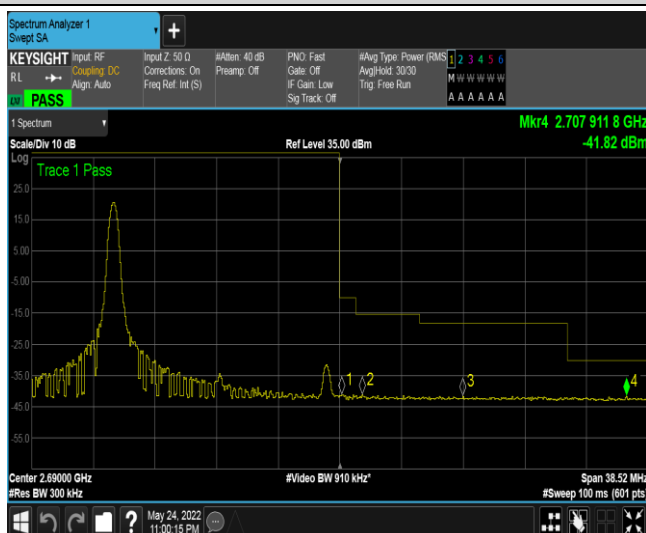 Spectrum Analyzer 1
Swept SA
+
KEYSIGHT
RL
PASS
Input: RF
Coupling: DC
Align: Auto
Input Z: 50 Ω
Corrections: On
Freq Ref: Int (S)
#Atten: 40 dB
Preamp: Off
PNO: Fast
Gate: Off
IF Gain: Low
Sig Track: Off
#Avg Type: Power (RMS
Avg|Hold: 30/30
Trig: Free Run
1 2 3 4 5 6
M W W W W W
A A A A A A
1 Spectrum
Mkr4 2.707 911 8 GHz
Scale/Div 10 dB
Ref Level 35.00 dBm
-41.82 dBm
Log
Trace 1 Pass
25.0
15.0
5.00
-5.00
-15.0
-25.0
-35.0
-45.0
-55.0
1
2
3
4
Center 2.69000 GHz
#Video BW 910 kHz*
Span 38.52 MHz
#Res BW 300 kHz
#Sweep 100 ms (601 pts)
?
May 24, 2022
11:00:15 PM